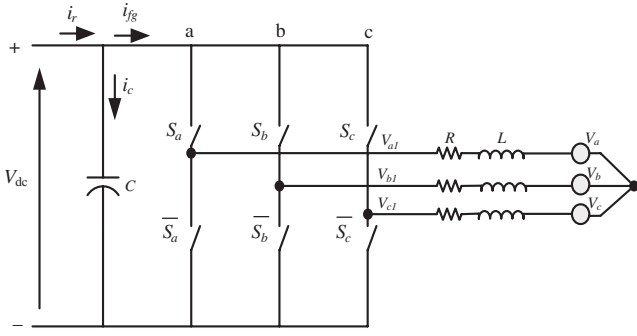 i_r i_fg a b c
+
i_c
S_a S_b S_c V_a1 R L V_a
V_dc C V_b1 V_b
V_c1 V_c
S̅_a̅ S̅_b̅ S̅_c̅
−